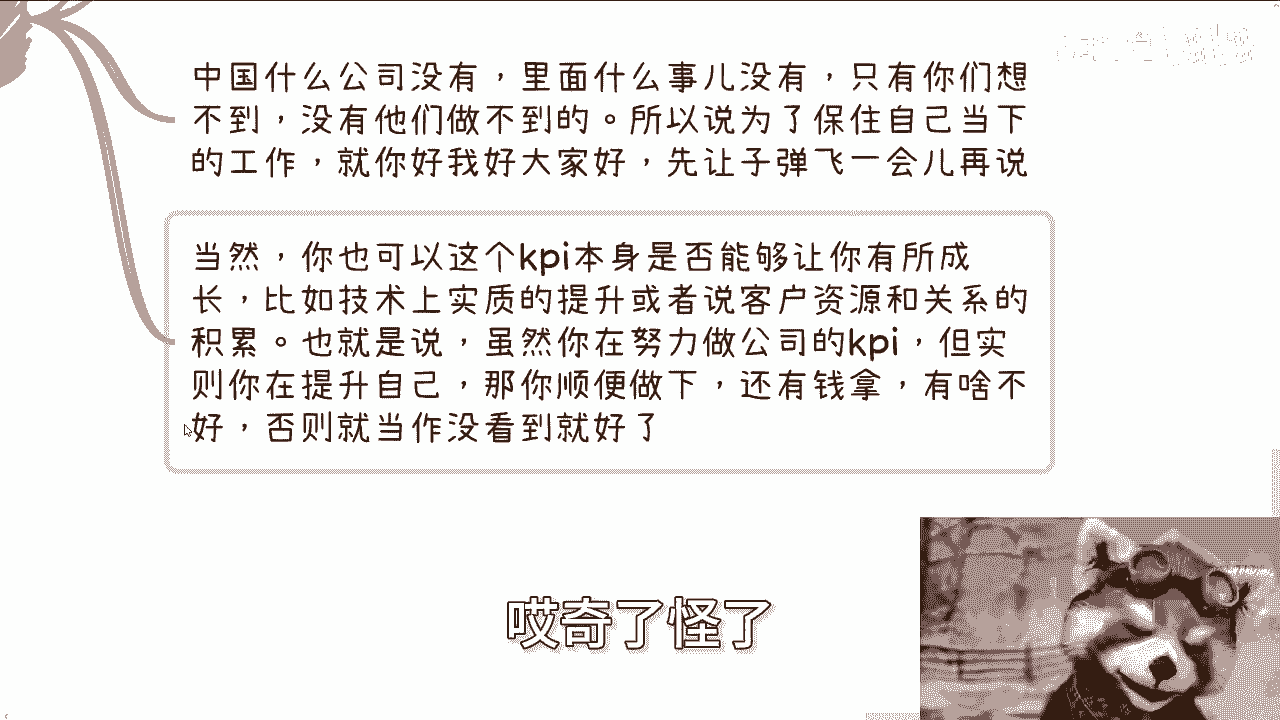 中国什么公司没有，里面什么事儿没有，只有你们想
不到，没有他们做不到的。所以说为了保住自己当下
的工作，就你好我好大家好，先让子弹飞一会儿再说
当然，你也可以这个kpi本身是否能够让你有所成
长，比如技术上实质的提升或者说客户资源和关系的
积累。也就是说，虽然你在努力做公司的kpi，但实
则你在提升自己，那你顺便做下，还有钱拿，有啥不
好，否则就当作没看到就好了
哎奇了怪了